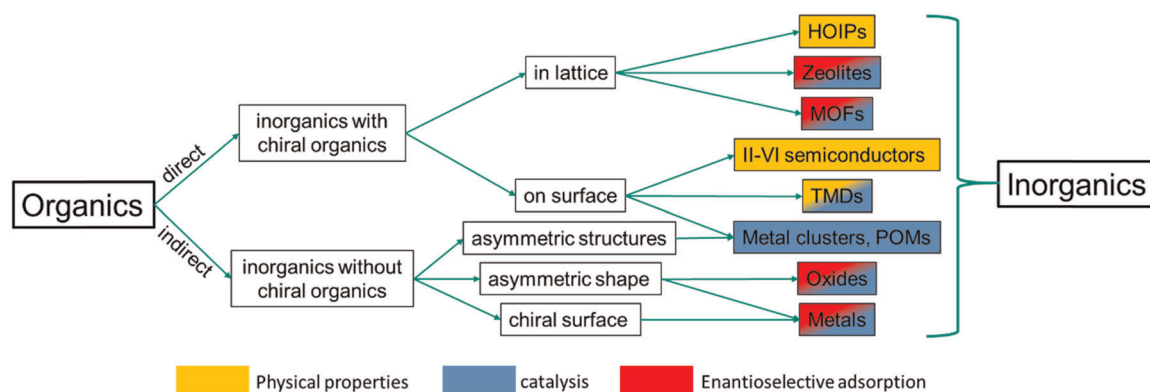 Organics
direct
indirect
inorganics with
chiral organics
inorganics without
chiral organics
in lattice
on surface
asymmetric structures
asymmetric shape
chiral surface
HOIPs
Zeolites
MOFs
II-VI semiconductors
TMDs
Metal clusters, POMs
Oxides
Metals
Inorganics
Physical properties
catalysis
Enantioselective adsorption